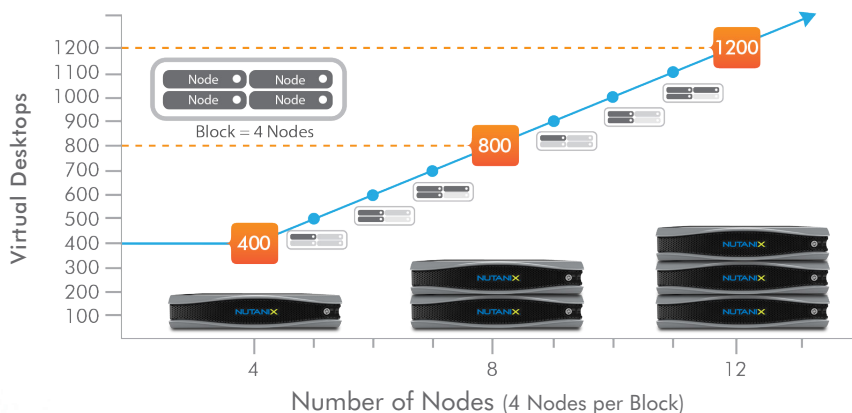 Virtual Desktops
1200
1100
1000
900
800
700
600
500
400
300
200
100
Node Node
Node Node
Block = 4 Nodes
400
800
1200
NUTANIX
NUTANIX
NUTANIX
NUTANIX
NUTANIX
NUTANIX
4 8 12
Number of Nodes (4 Nodes per Block)